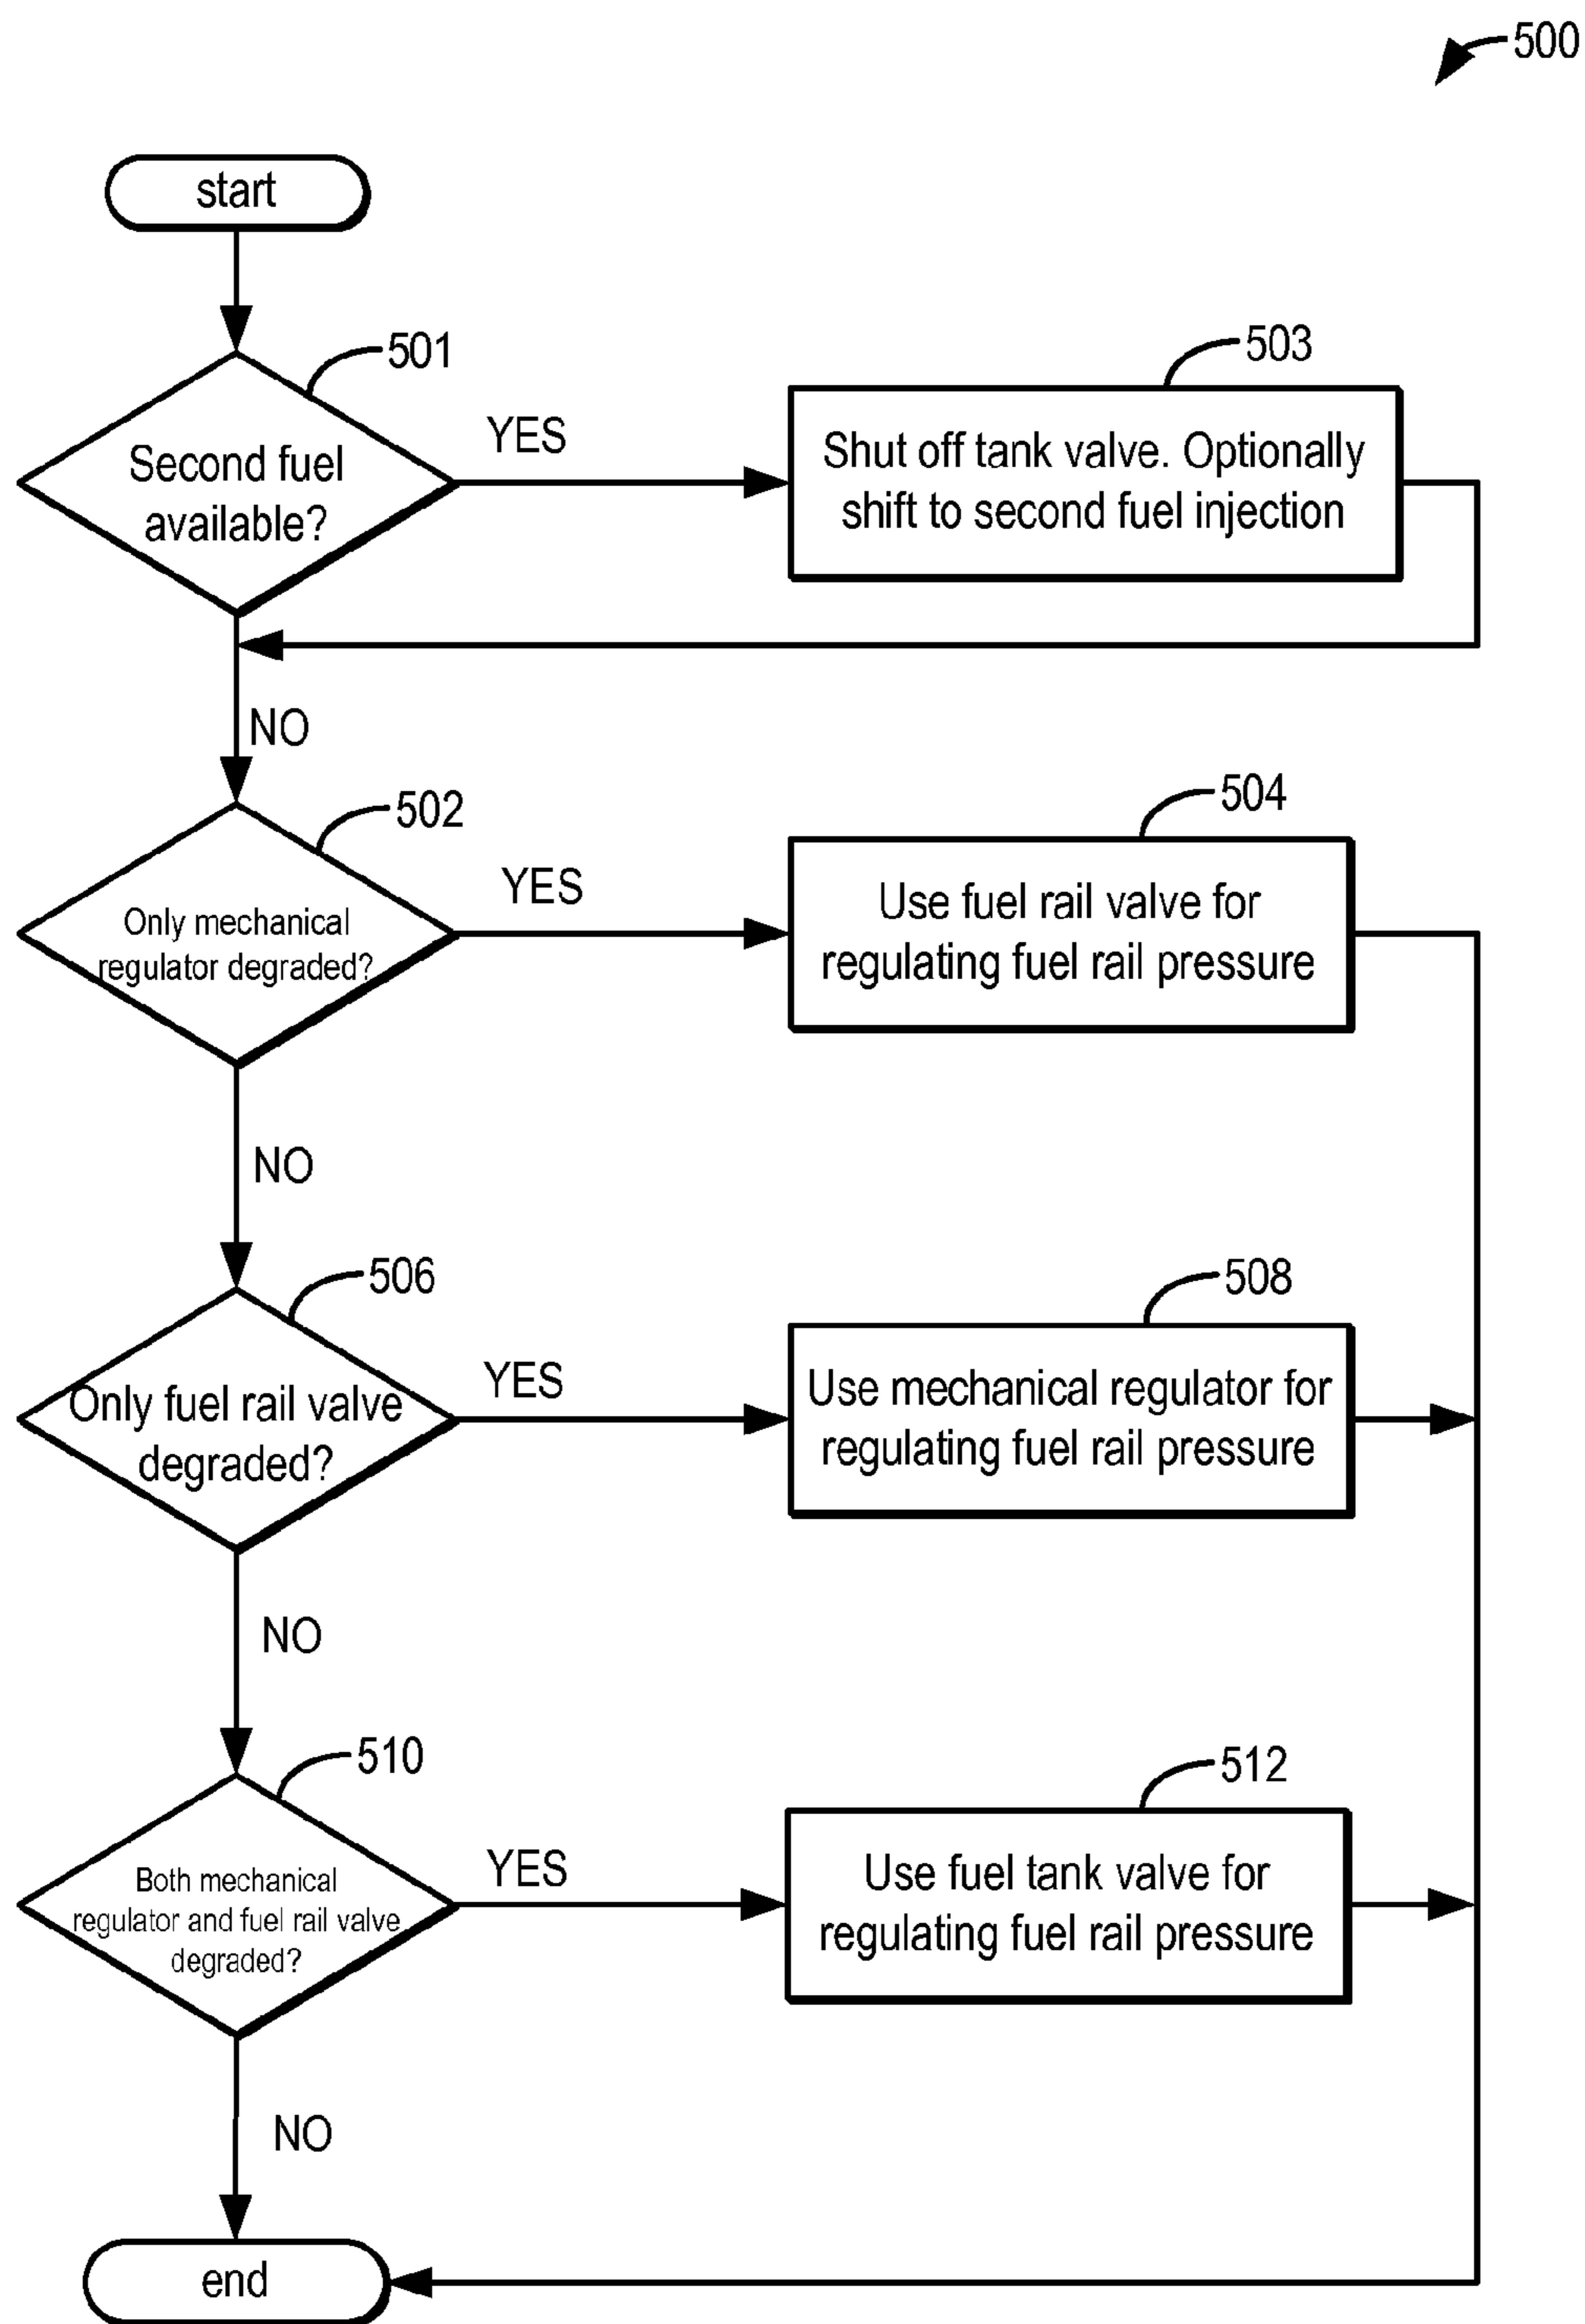 500
start
501
Second fuel
available?
YES
503
Shut off tank valve. Optionally
shift to second fuel injection
NO
502
Only mechanical
regulator degraded?
YES
504
Use fuel rail valve for
regulating fuel rail pressure
NO
506
Only fuel rail valve
degraded?
YES
508
Use mechanical regulator for
regulating fuel rail pressure
NO
510
Both mechanical
regulator and fuel rail valve
degraded?
YES
512
Use fuel tank valve for
regulating fuel rail pressure
NO
end